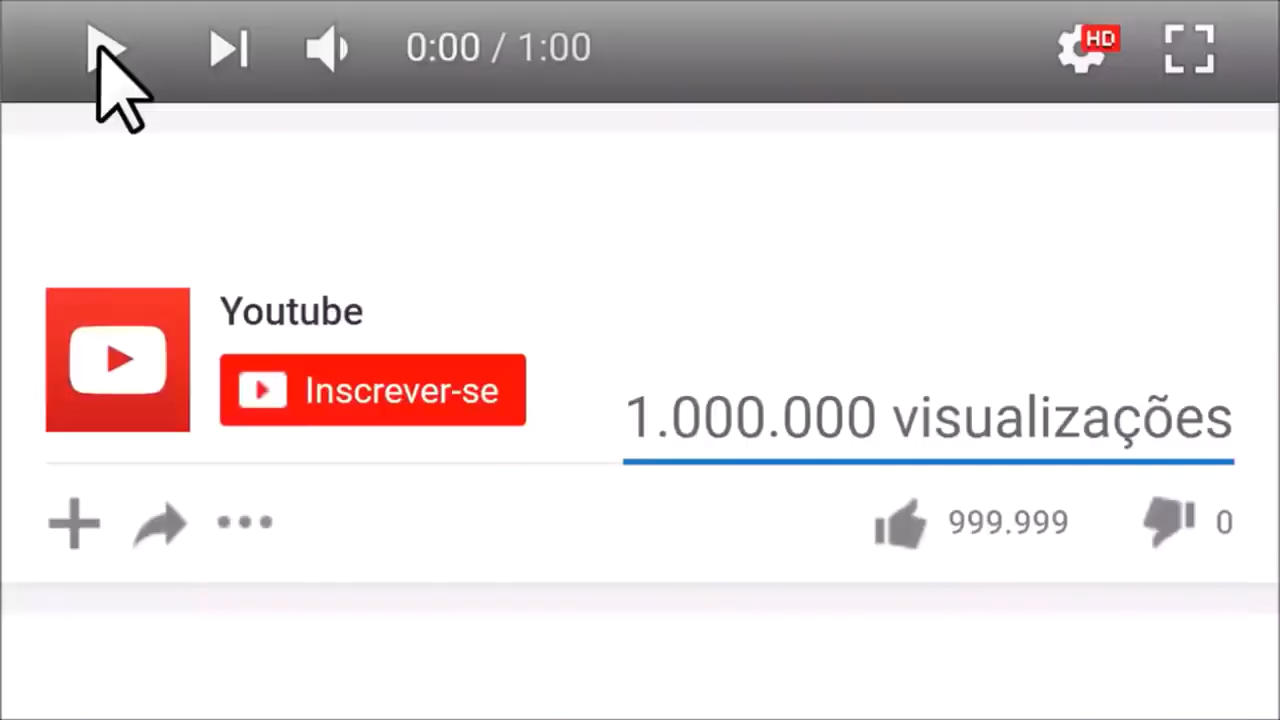 0:00 / 1:00
HD
Youtube
Inscrever-se
1.000.000 visualizações
999.999
0